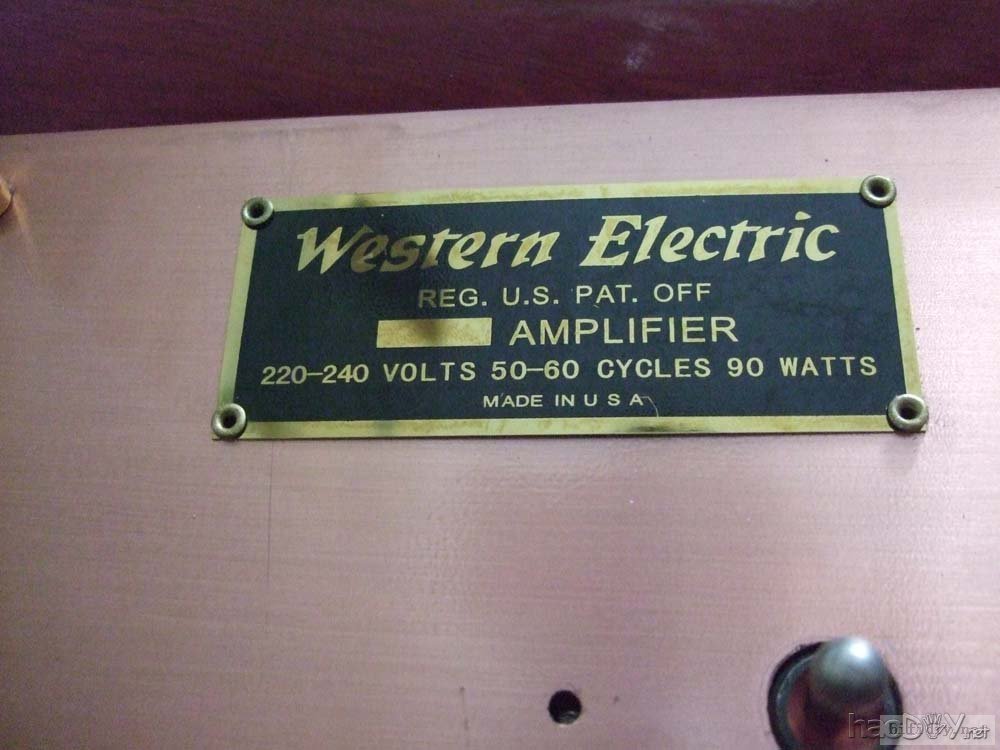 Western Electric
REG. U.S. PAT. OFF
AMPLIFIER
220-240 VOLTS 50-60 CYCLES 90 WATTS
MADE IN U S A